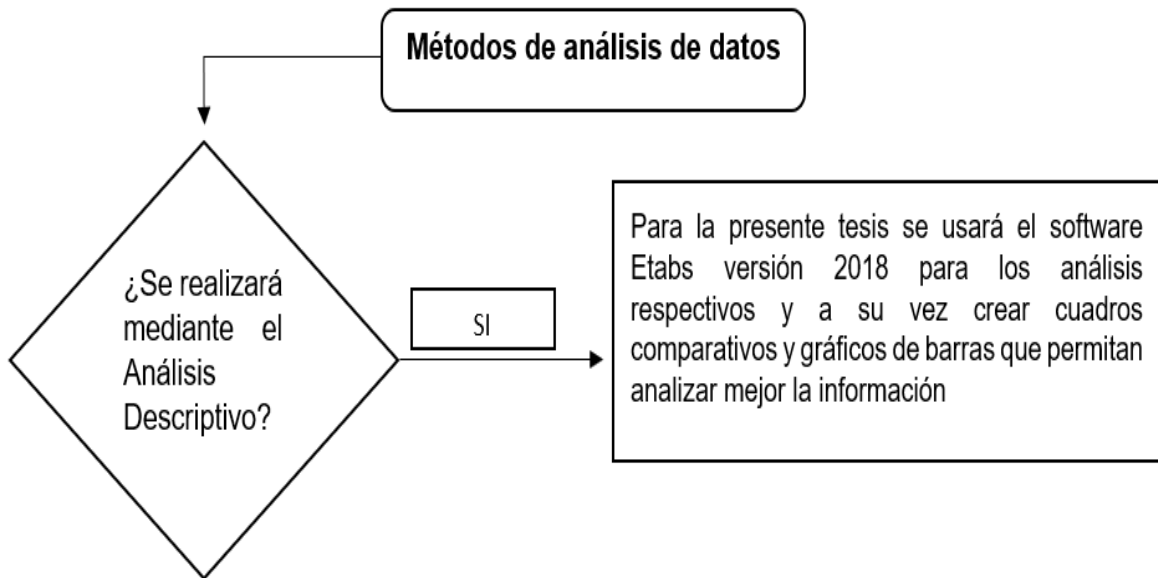 Métodos de análisis de datos
¿Se realizará
mediante el
Análisis
Descriptivo?
SI
Para la presente tesis se usará el software
Etabs versión 2018 para los análisis
respectivos y a su vez crear cuadros
comparativos y gráficos de barras que permitan
analizar mejor la información